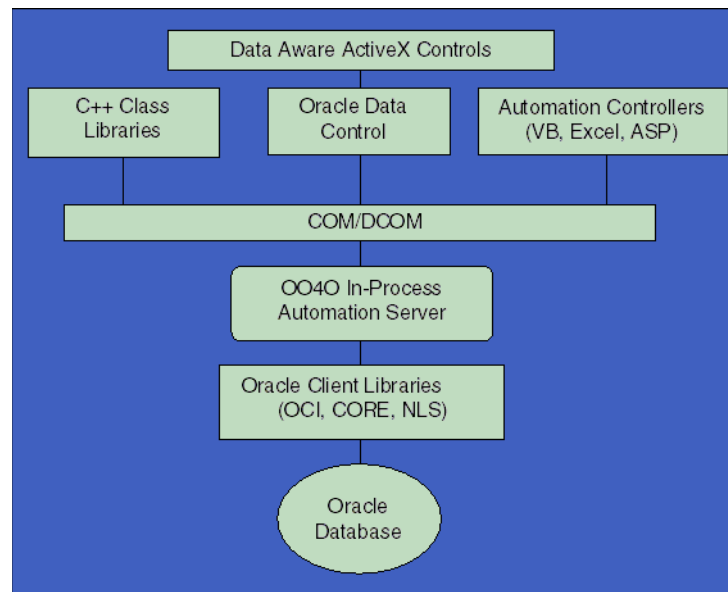 Data Aware ActiveX Controls
C++ Class
Libraries
Oracle Data
Control
Automation Controllers
(VB, Excel, ASP)
COM/DCOM
OO4O In-Process
Automation Server
Oracle Client Libraries
(OCI, CORE, NLS)
Oracle
Database